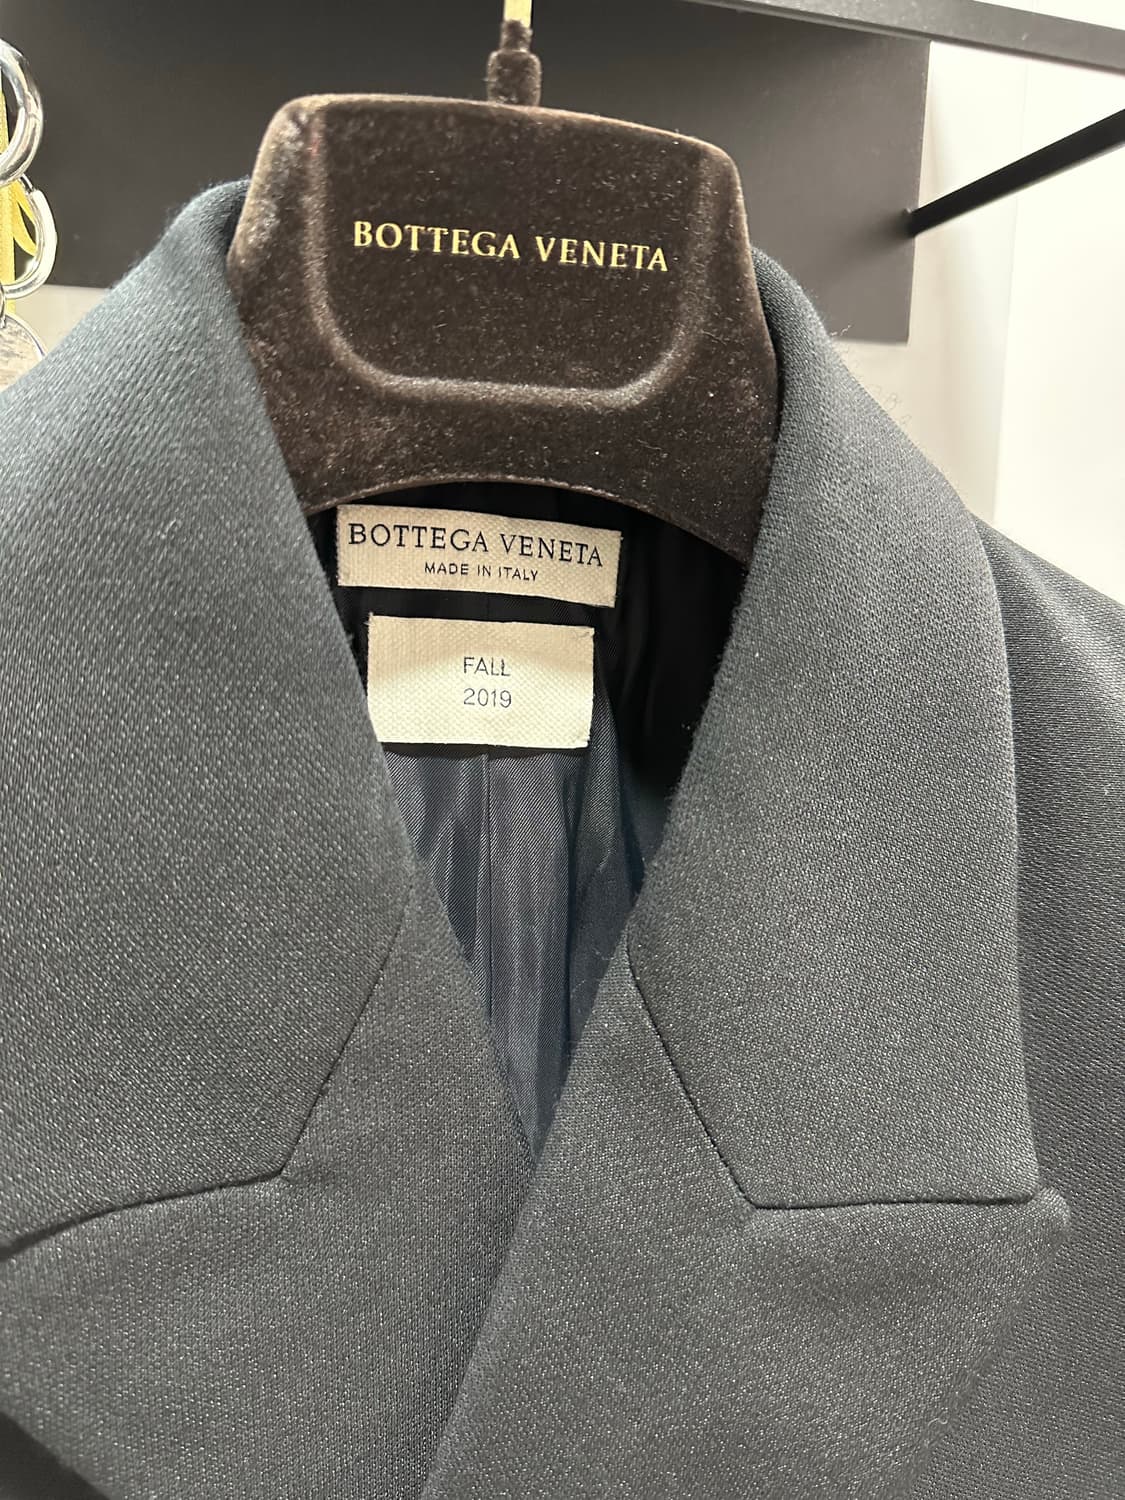 BOTTEGA VENETA
BOTTEGA VENETA
MADE IN ITALY
FALL
2019